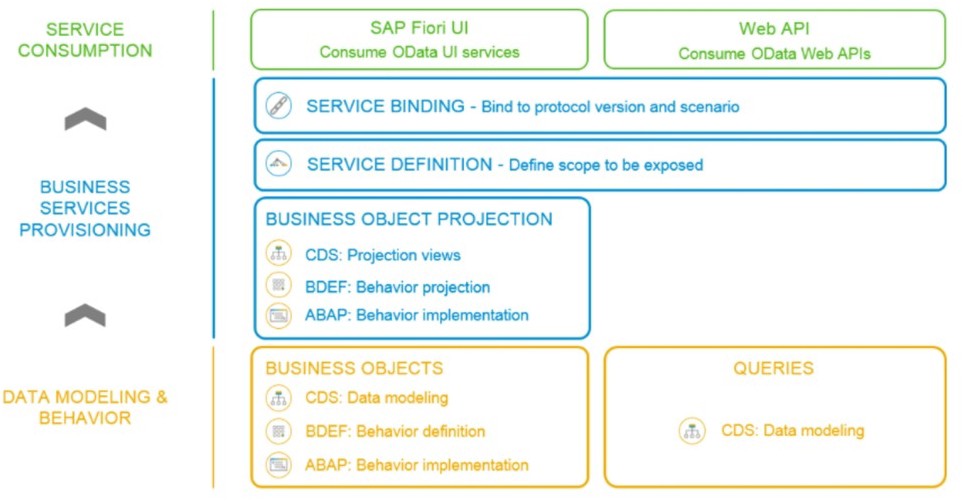 SERVICE
CONSUMPTION
SAP Fiori UI
Consume OData UI services
Web API
Consume OData Web APIs
BUSINESS
SERVICES
PROVISIONING
SERVICE BINDING - Bind to protocol version and scenario
SERVICE DEFINITION - Define scope to be exposed
BUSINESS OBJECT PROJECTION
CDS: Projection views
BDEF: Behavior projection
ABAP: Behavior implementation
DATA MODELING &
BEHAVIOR
BUSINESS OBJECTS
CDS: Data modeling
BDEF: Behavior definition
ABAP: Behavior implementation
QUERIES
CDS: Data modeling